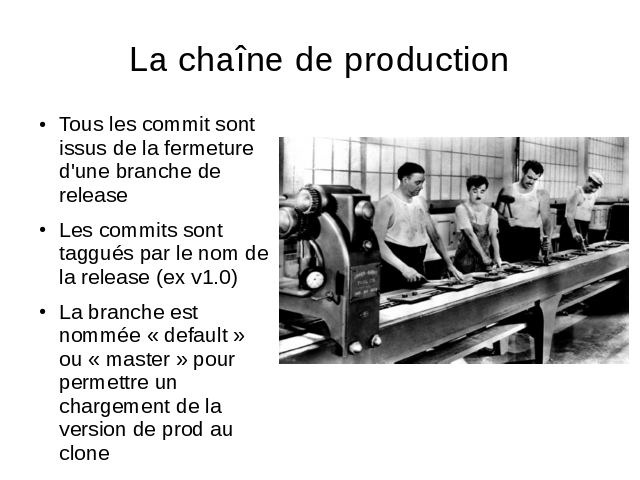 La chaîne de production
• Tous les commit sont
issus de la fermeture
d'une branche de
release
• Les commits sont
taggués par le nom de
la release (ex v1.0)
• La branche est
nommée « default »
ou « master » pour
permettre un
chargement de la
version de prod au
clone